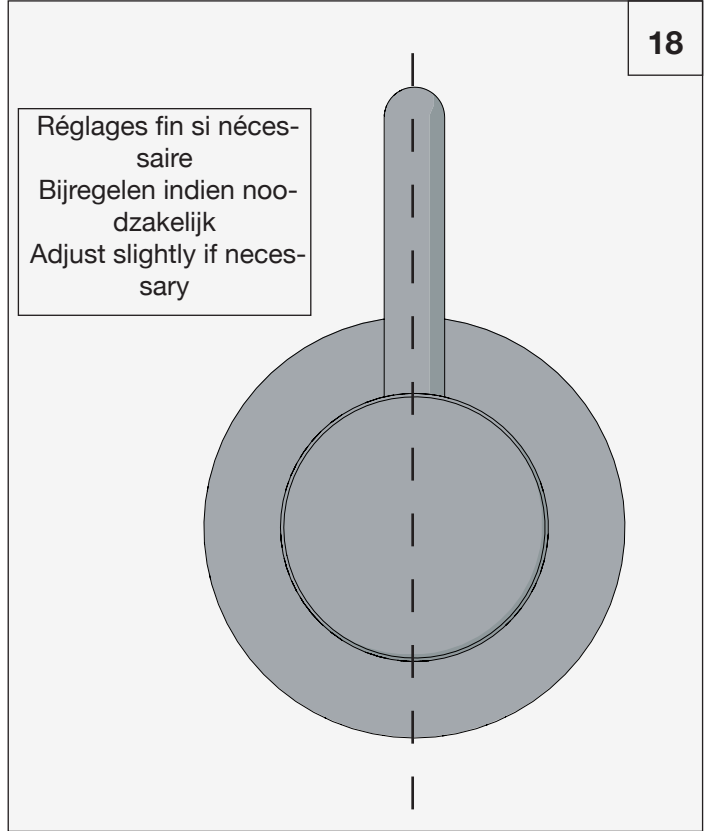 18
Réglages fin si néces-
saire
Bijregelen indien noo-
dzakelijk
Adjust slightly if neces-
sary